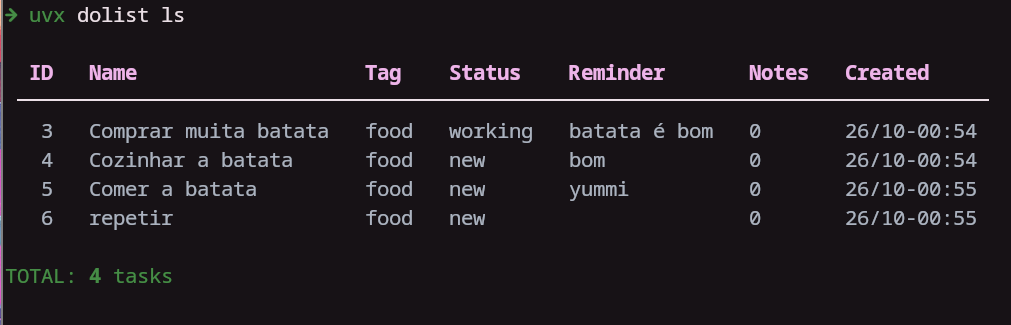 ➜ uvx dolist ls
ID Name Tag Status Reminder Notes Created
3 Comprar muita batata food working batata é bom 0 26/10-00:54
4 Cozinhar a batata food new bom 0 26/10-00:54
5 Comer a batata food new yummi 0 26/10-00:55
6 repetir food new 0 26/10-00:55
TOTAL: 4 tasks